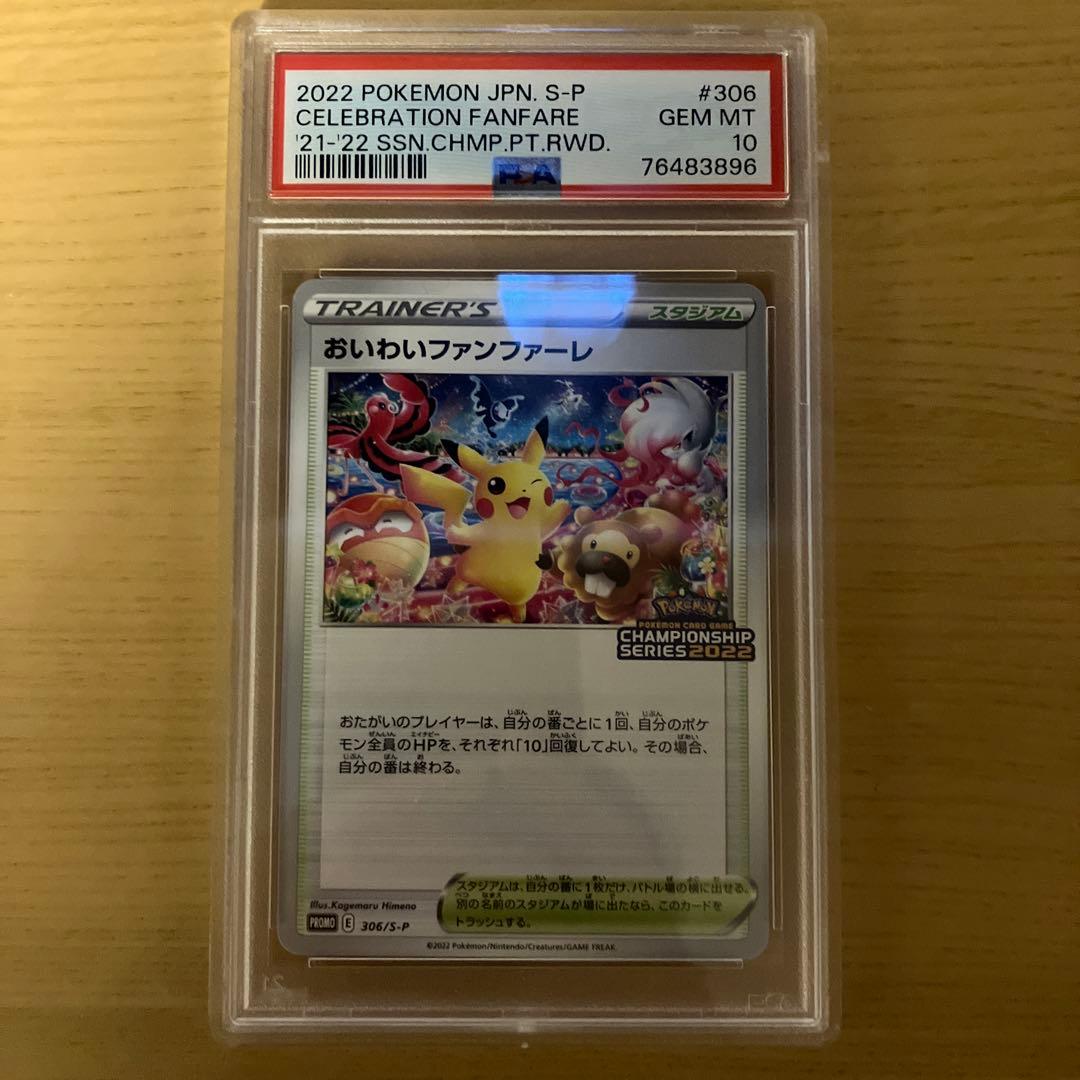 2022 POKEMON JPN. S-P #306
CELEBRATION FANFARE GEM MT
'21-'22 SSN.CHMP.PT.RWD. 10
PSA 76483896
TRAINER'S スタジアム
おいわいファンファーレ
POKÉMON
POKÉMON CARD GAME
CHAMPIONSHIP
SERIES 2022
おたがいのプレイヤーは、自分の番ごとに1回、自分のポケ
モン全員のHPを、それぞれ「10」回復してよい。その場合、
自分の番は終わる。
スタジアムは、自分の番に1枚だけ、バトル場の横に出せる。
別の名前のスタジアムが場に出たなら、このカードを
トラッシュする。
Illus.Kagemaru Himeno
PROMO E 306/S-P
©2022 Pokémon/Nintendo/Creatures/GAME FREAK.